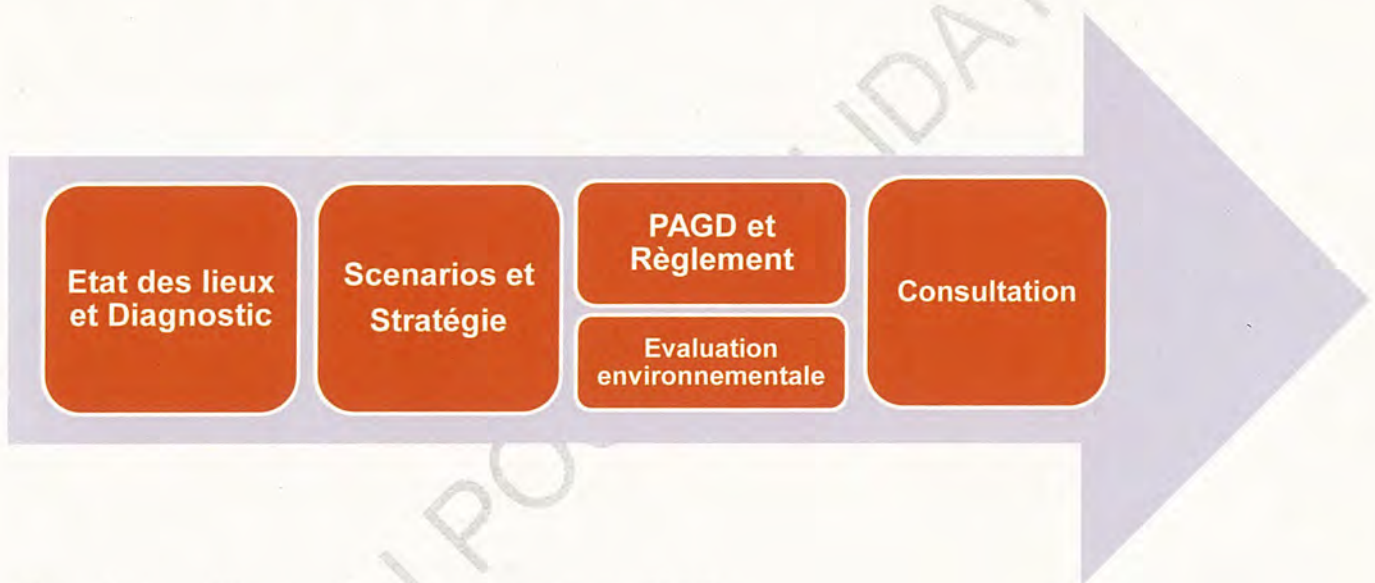 Etat des lieux
et Diagnostic
Scenarios et
Stratégie
PAGD et
Règlement
Evaluation
environnementale
Consultation